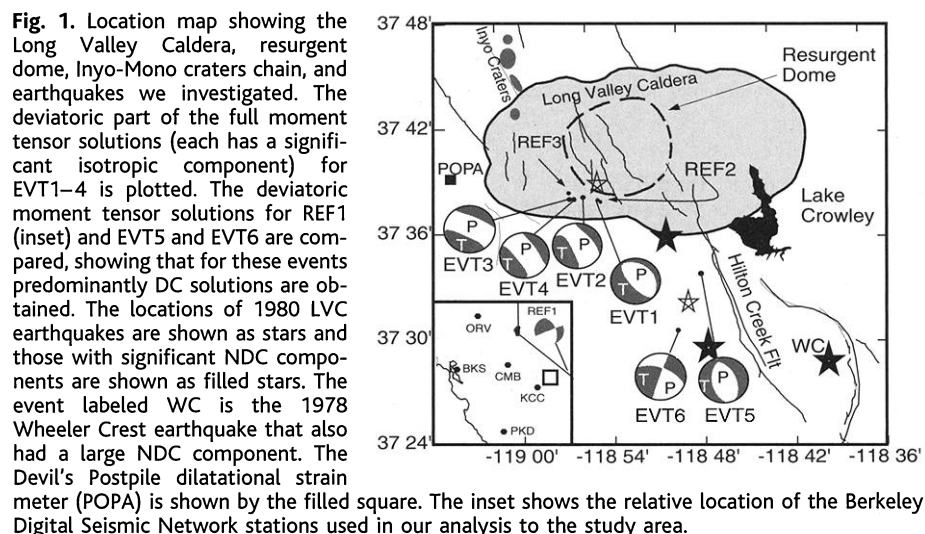 Fig. 1. Location map showing the
Long Valley Caldera, resurgent
dome, Inyo-Mono craters chain, and
earthquakes we investigated. The
deviatoric part of the full moment
tensor solutions (each has a signifi-
cant isotropic component) for
EVT1–4 is plotted. The deviatoric
moment tensor solutions for REF1
(inset) and EVT5 and EVT6 are com-
pared, showing that for these events
predominantly DC solutions are ob-
tained. The locations of 1980 LVC
earthquakes are shown as stars and
those with significant NDC compo-
nents are shown as filled stars. The
event labeled WC is the 1978
Wheeler Crest earthquake that also
had a large NDC component. The
Devil's Postpile dilatational strain
meter (POPA) is shown by the filled square. The inset shows the relative location of the Berkeley
Digital Seismic Network stations used in our analysis to the study area.
37 48'
37 42'
37 36'
37 30'
37 24'
-119 00'
-118 54'
-118 48'
-118 42'
-118 36'
Inyo Craters
Long Valley Caldera
Resurgent
Dome
REF3
REF2
POPA
Lake
Crowley
P
T
EVT3
P
T
EVT4
P
T
EVT2
P
T
EVT1
Hilton Creek Flt
WC
T
P
EVT6
T
P
EVT5
REF1
ORV
BKS
CMB
KCC
PKD